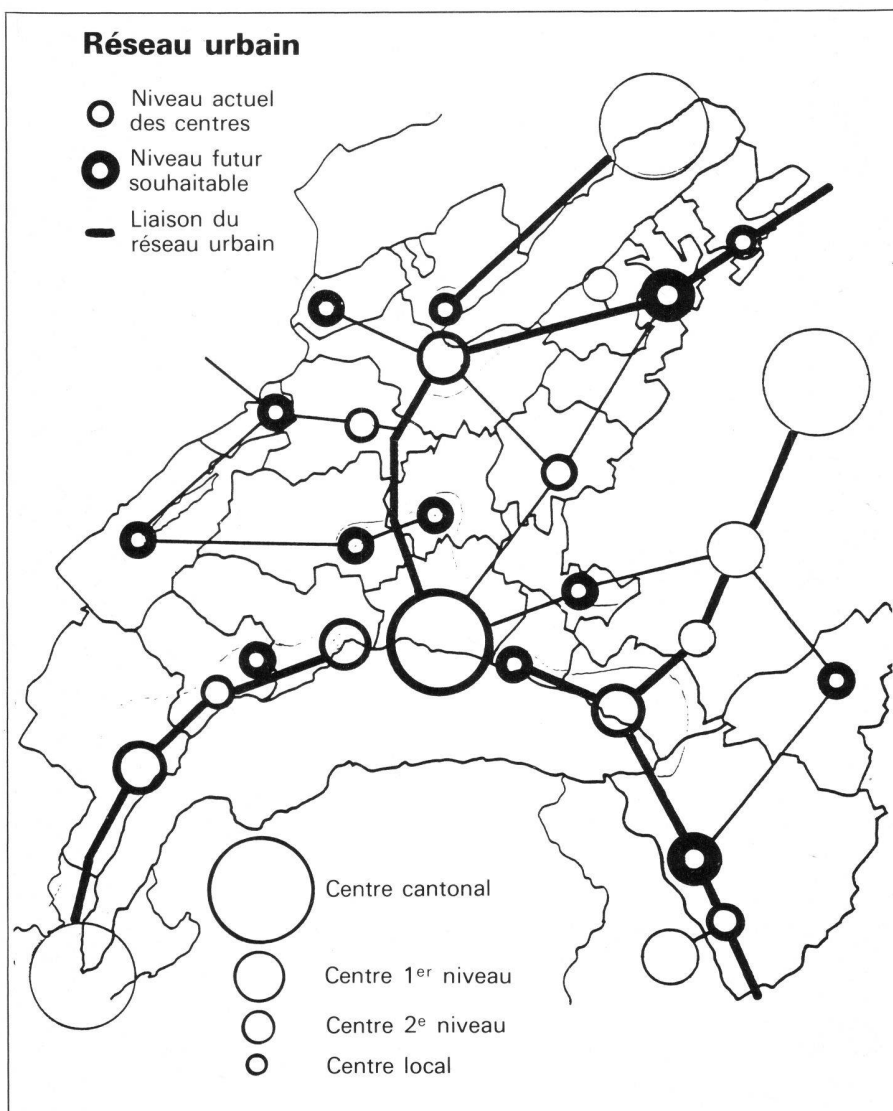 Réseau urbain
Niveau actuel
des centres
Niveau futur
souhaitable
Liaison du
réseau urbain
Centre cantonal
Centre 1er niveau
Centre 2e niveau
Centre local